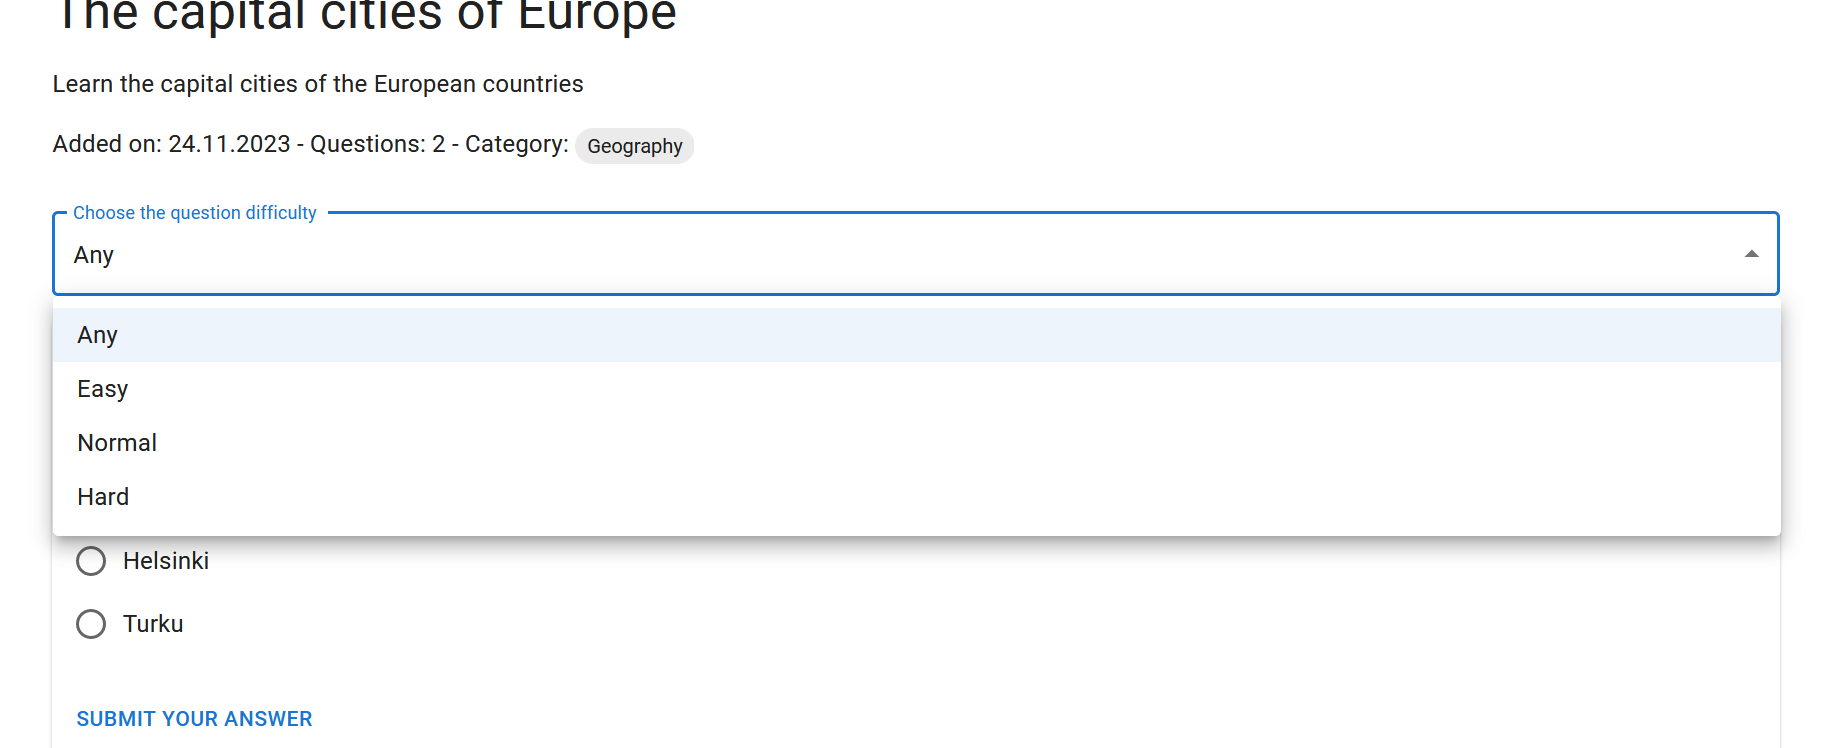 The capital cities of Europe
Learn the capital cities of the European countries
Added on: 24.11.2023 - Questions: 2 - Category: Geography
Choose the question difficulty
Any
Any
Easy
Normal
Hard
Helsinki
Turku
SUBMIT YOUR ANSWER